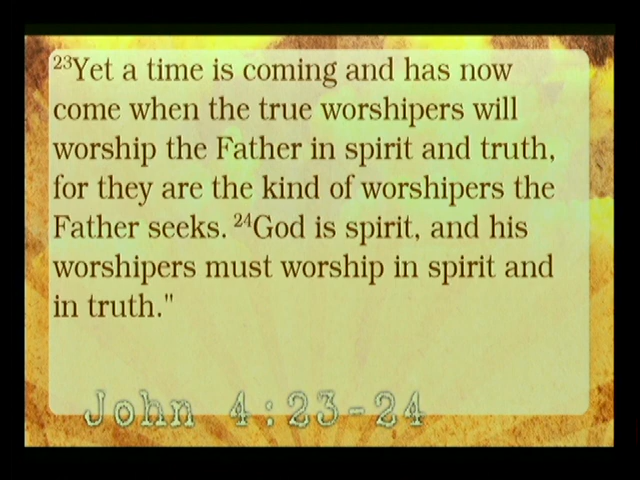 ²³Yet a time is coming and has now
come when the true worshipers will
worship the Father in spirit and truth,
for they are the kind of worshipers the
Father seeks. ²⁴God is spirit, and his
worshipers must worship in spirit and
in truth."
John 4:23-24